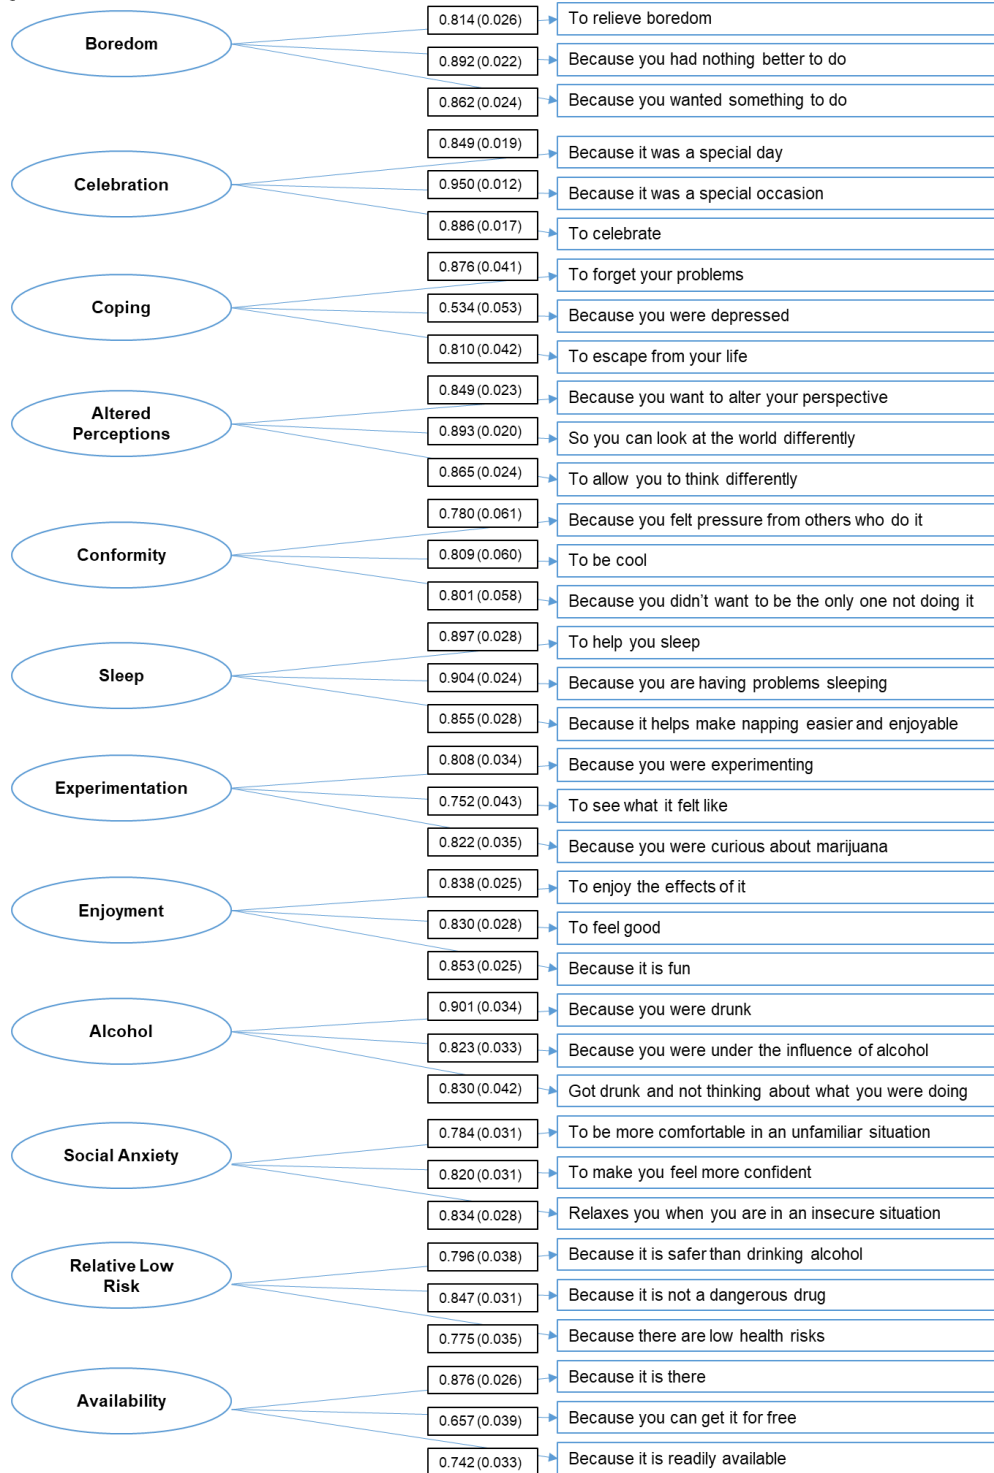 Boredom
0.814 (0.026)
To relieve boredom
0.892 (0.022)
Because you had nothing better to do
0.862 (0.024)
Because you wanted something to do
Celebration
0.849 (0.019)
Because it was a special day
0.950 (0.012)
Because it was a special occasion
0.886 (0.017)
To celebrate
Coping
0.876 (0.041)
To forget your problems
0.534 (0.053)
Because you were depressed
0.810 (0.042)
To escape from your life
Altered
Perceptions
0.849 (0.023)
Because you want to alter your perspective
0.893 (0.020)
So you can look at the world differently
0.865 (0.024)
To allow you to think differently
Conformity
0.780 (0.061)
Because you felt pressure from others who do it
0.809 (0.060)
To be cool
0.801 (0.058)
Because you didn't want to be the only one not doing it
Sleep
0.897 (0.028)
To help you sleep
0.904 (0.024)
Because you are having problems sleeping
0.855 (0.028)
Because it helps make napping easier and enjoyable
Experimentation
0.808 (0.034)
Because you were experimenting
0.752 (0.043)
To see what it felt like
0.822 (0.035)
Because you were curious about marijuana
Enjoyment
0.838 (0.025)
To enjoy the effects of it
0.830 (0.028)
To feel good
0.853 (0.025)
Because it is fun
Alcohol
0.901 (0.034)
Because you were drunk
0.823 (0.033)
Because you were under the influence of alcohol
0.830 (0.042)
Got drunk and not thinking about what you were doing
Social Anxiety
0.784 (0.031)
To be more comfortable in an unfamiliar situation
0.820 (0.031)
To make you feel more confident
0.834 (0.028)
Relaxes you when you are in an insecure situation
Relative Low
Risk
0.796 (0.038)
Because it is safer than drinking alcohol
0.847 (0.031)
Because it is not a dangerous drug
0.775 (0.035)
Because there are low health risks
Availability
0.876 (0.026)
Because it is there
0.657 (0.039)
Because you can get it for free
0.742 (0.033)
Because it is readily available